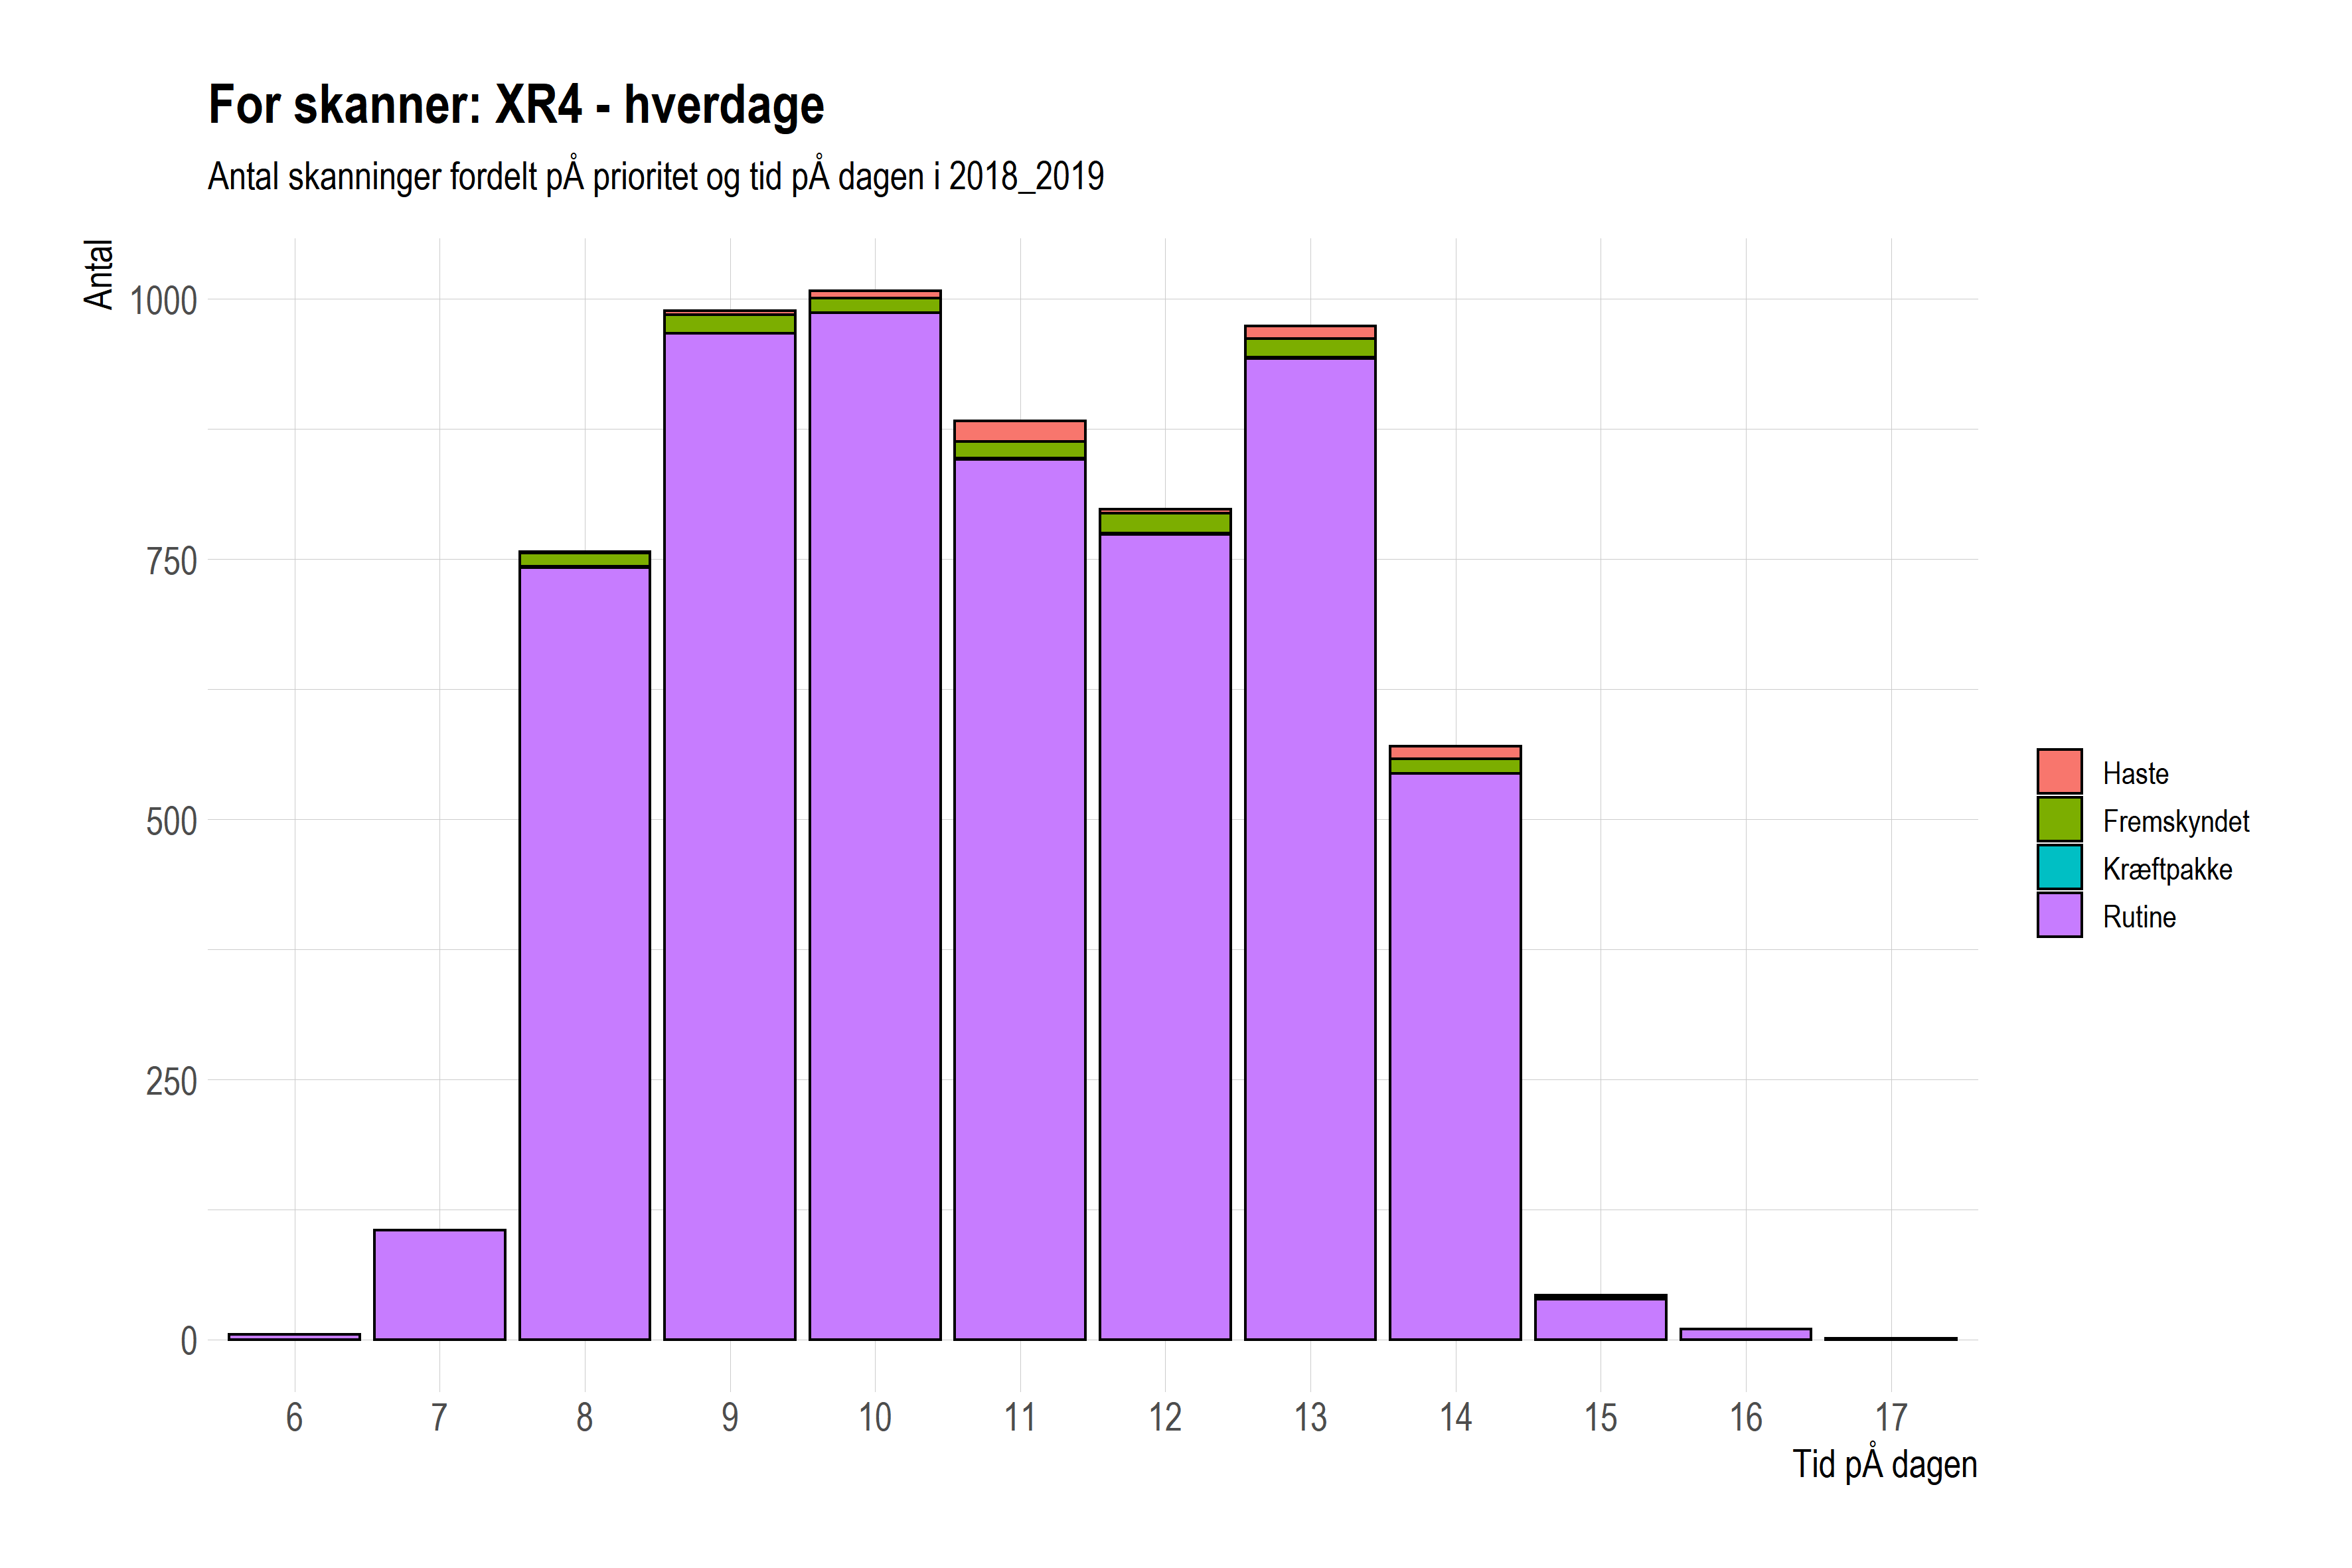 For skanner: XR4 - hverdage
Antal skanninger fordelt pÅ prioritet og tid pÅ dagen i 2018_2019
Antal
1000
750
500
250
0
6 7 8 9 10 11 12 13 14 15 16 17
Tid pÅ dagen
Haste
Fremskyndet
Kræftpakke
Rutine